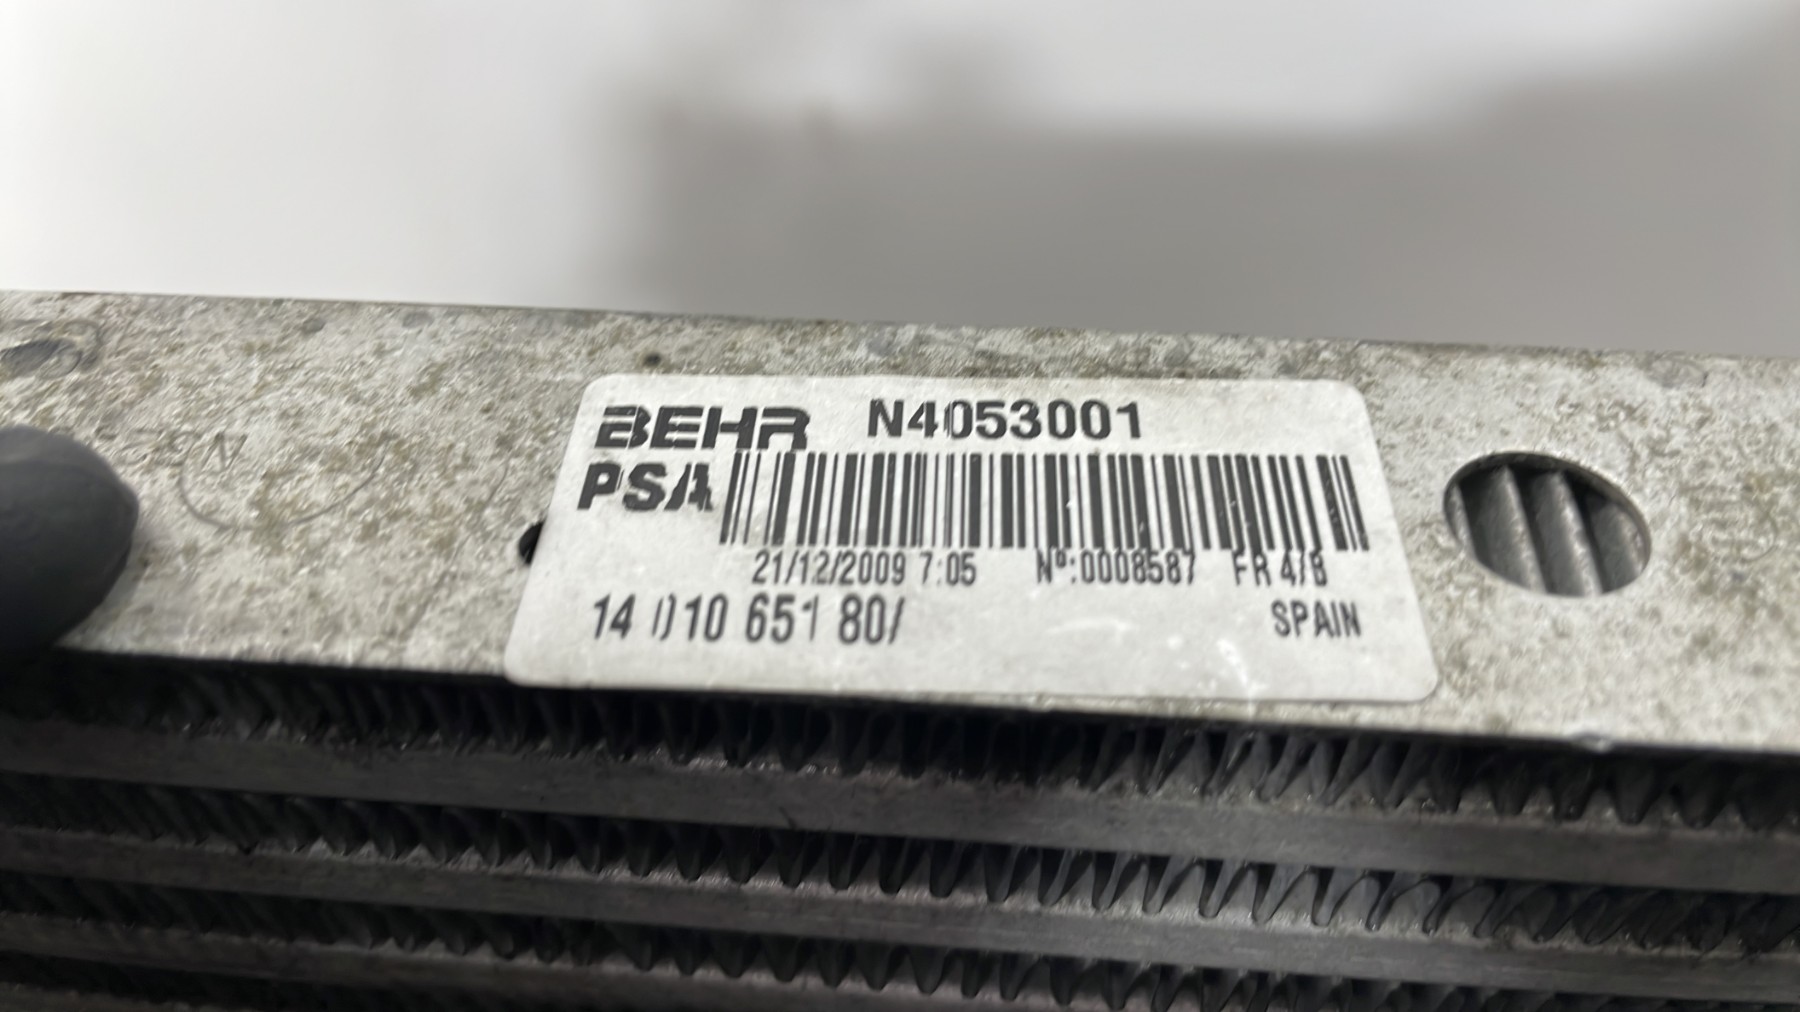 BEHR N4053001
PSA
21/12/2009 7:05 Nº:0008587 FR 4/B
14 010 651 80/
SPAIN